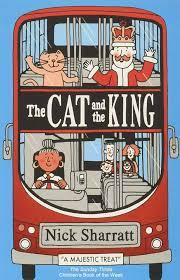 The CAT and the KING
Nick Sharratt
"A MAJESTIC TREAT"
The Sunday Times
Children's Book of the Week